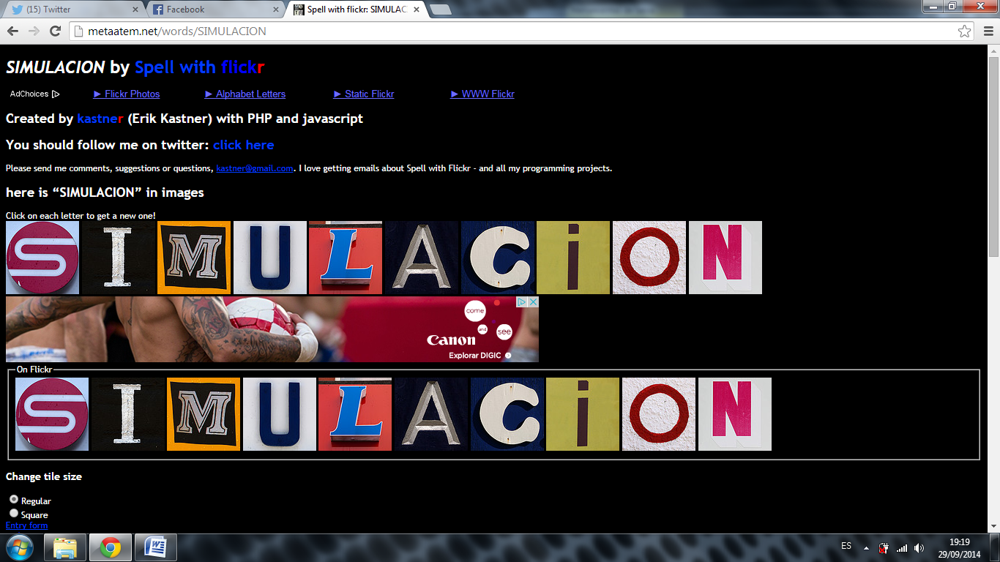 (15) Twitter
Facebook
Spell with flickr: SIMULAC
metaatem.net/words/SIMULACION
SIMULACION by Spell with flickr
AdChoices
► Flickr Photos
► Alphabet Letters
► Static Flickr
► WWW Flickr
Created by kastner (Erik Kastner) with PHP and javascript
You should follow me on twitter: click here
Please send me comments, suggestions or questions, kastner@gmail.com. I love getting emails about Spell with Flickr - and all my programming projects.
here is “SIMULACION” in images
Click on each letter to get a new one!
S I M U L A C i O N
come
and
see
Canon
Explorar DIGIC
On Flickr
S I M U L A C i O N
Change tile size
Regular
Square
Entry form
ES
19:19
29/09/2014